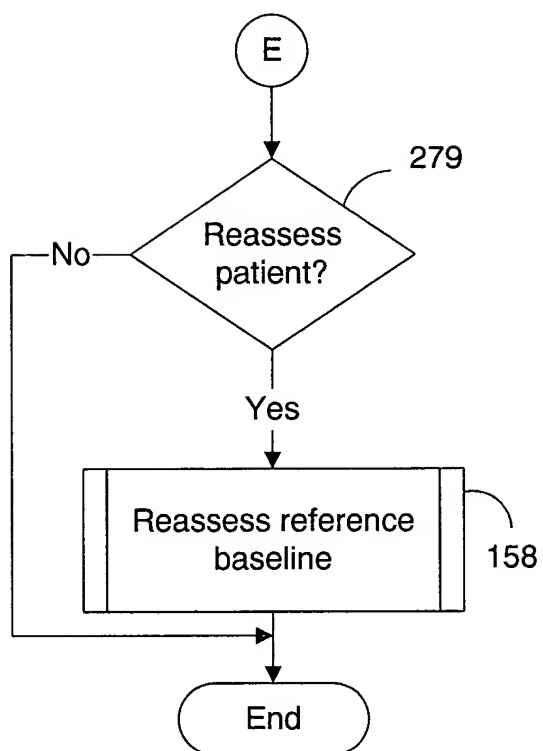 E
279
Reassess
patient?
No
Yes
Reassess reference
baseline
158
End